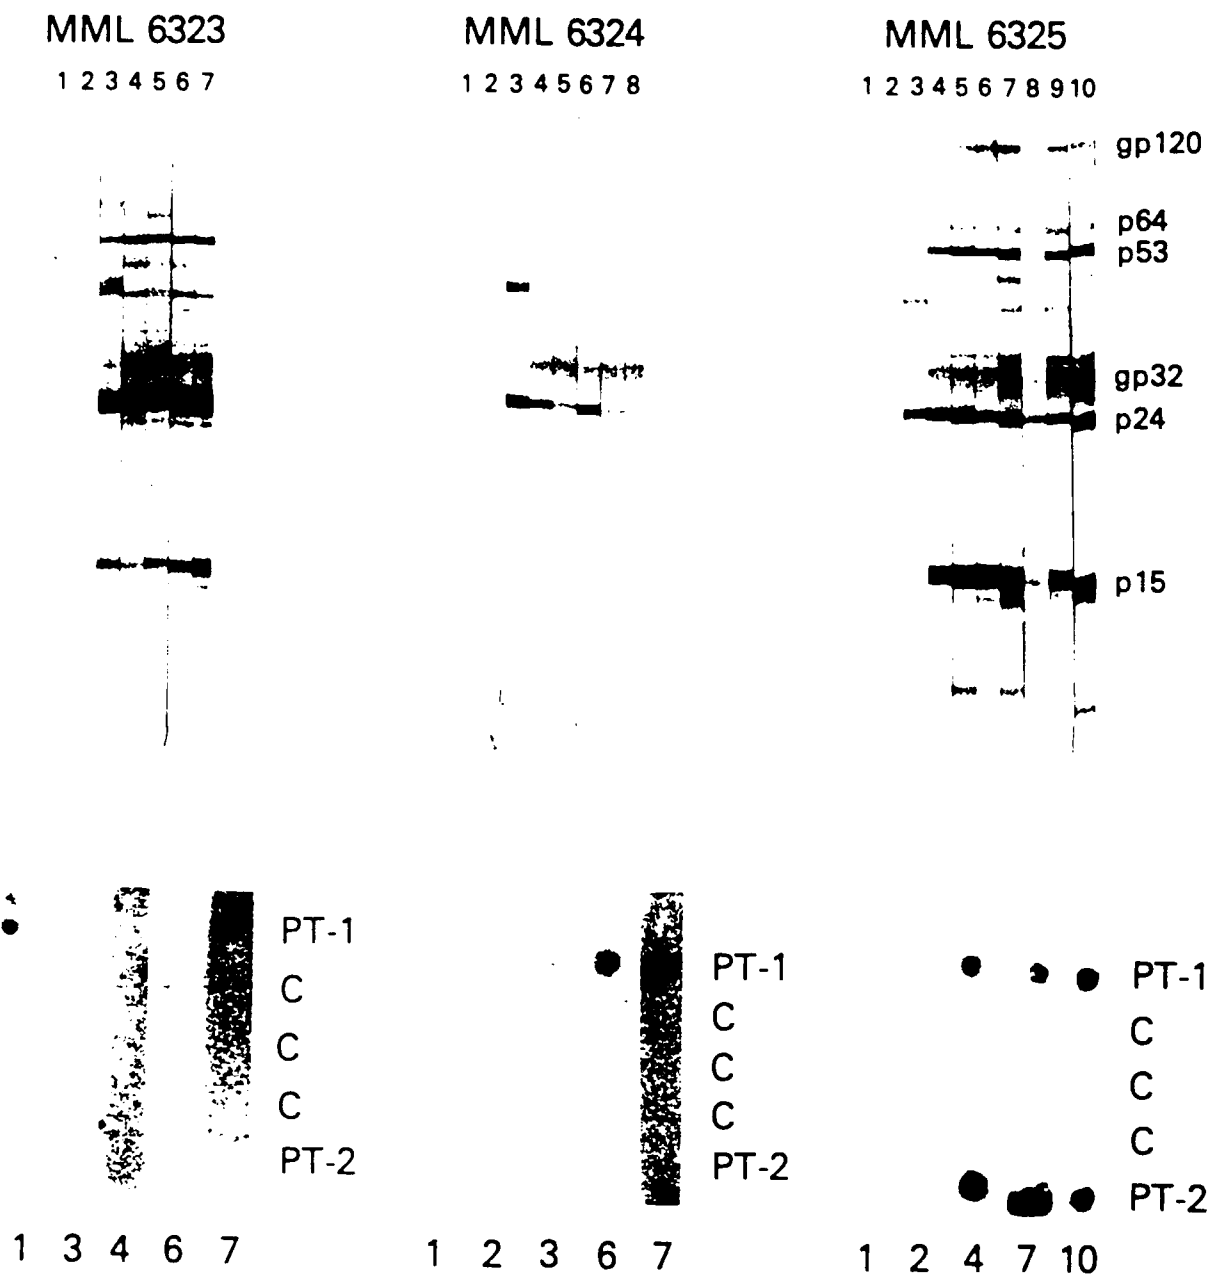 MML 6323
1 2 3 4 5 6 7
MML 6324
1 2 3 4 5 6 7 8
MML 6325
1 2 3 4 5 6 7 8 9 10
gp120
p64
p53
gp32
p24
p15
PT-1
C
C
C
PT-2
1 3 4 6 7
PT-1
C
C
C
PT-2
1 2 3 6 7
PT-1
C
C
C
PT-2
1 2 4 7 10